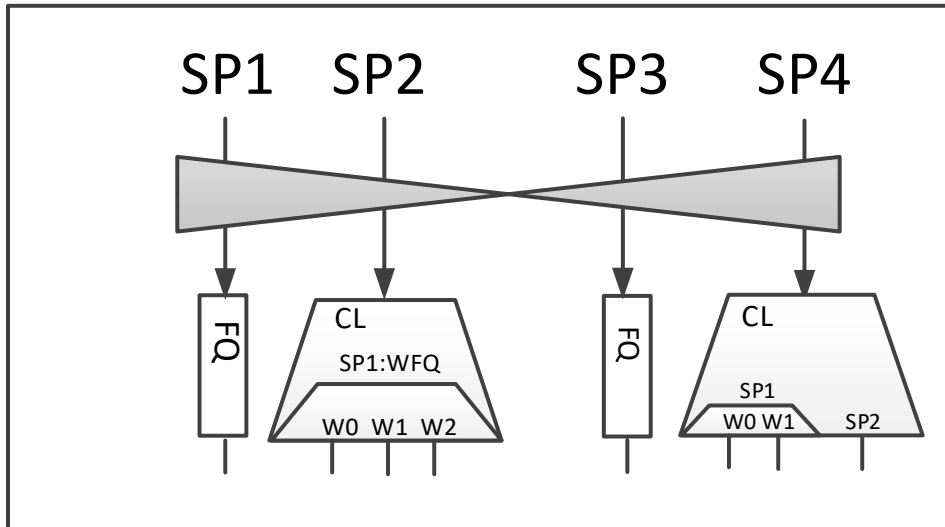 SP1 SP2 SP3 SP4
FQ
CL
SP1:WFQ
W0 W1 W2
FQ
CL
SP1
W0 W1 SP2